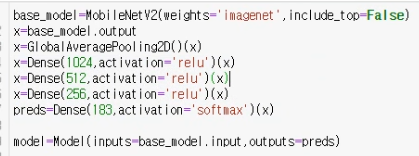 base_model=MobileNetV2(weights='imagenet',include_top=False)
x=base_model.output
x=GlobalAveragePooling2D()(x)
x=Dense(1024,activation='relu')(x)
x=Dense(512,activation='relu')(x)
x=Dense(256,activation='relu')(x)
preds=Dense(183,activation='softmax')(x)
model=Model(inputs=base_model.input,outputs=preds)